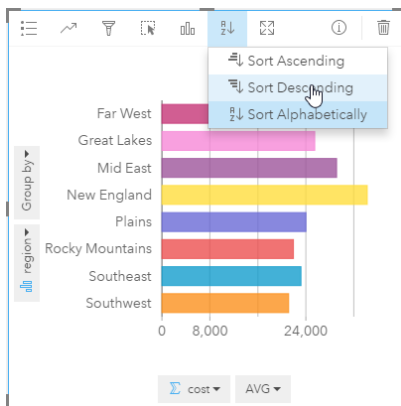 A
Z
Sort Ascending
Sort Descending
A
Z Sort Alphabetically
Far West
Great Lakes
Mid East
New England
Plains
Rocky Mountains
Southeast
Southwest
Group by
region
0 8,000 24,000
Σ cost AVG